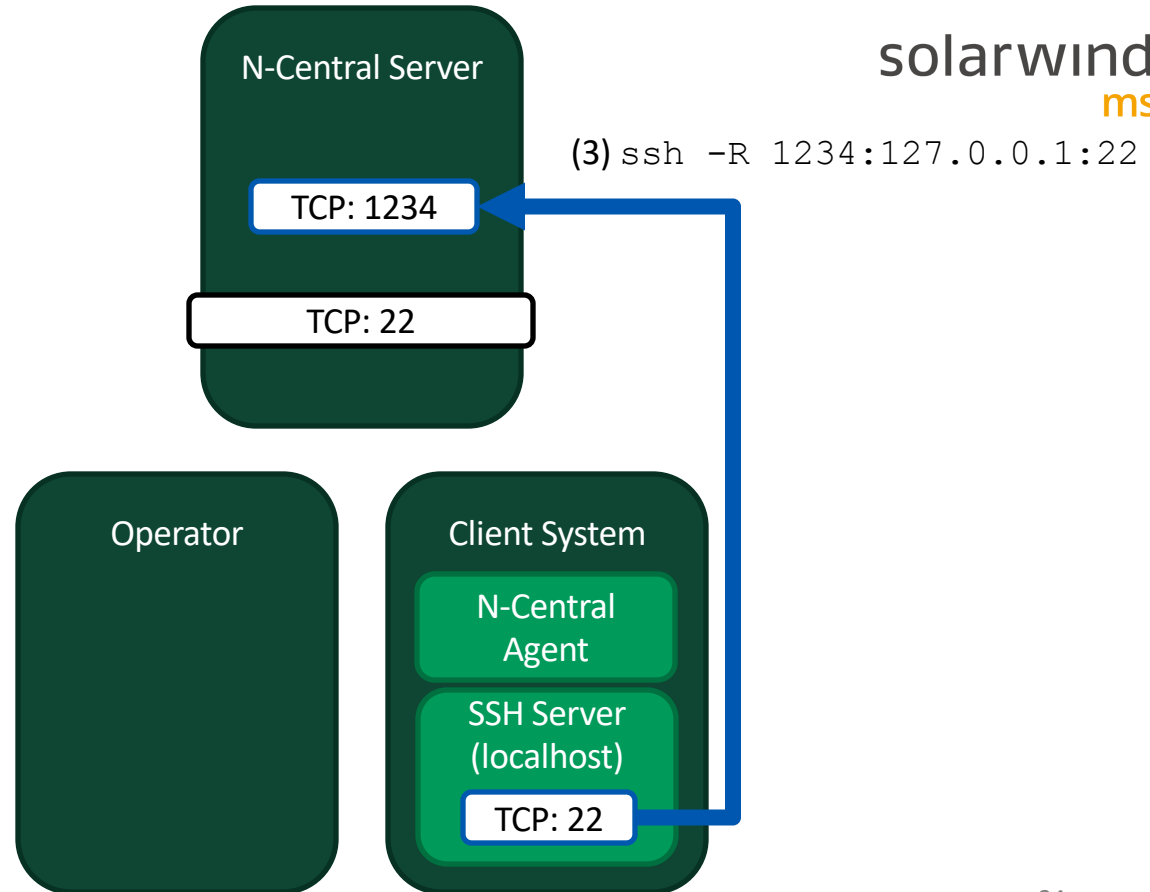 N-Central Server
solarwind
ms
(3) ssh -R 1234:127.0.0.1:22
TCP: 1234
TCP: 22
Operator
Client System
N-Central
Agent
SSH Server
(localhost)
TCP: 22